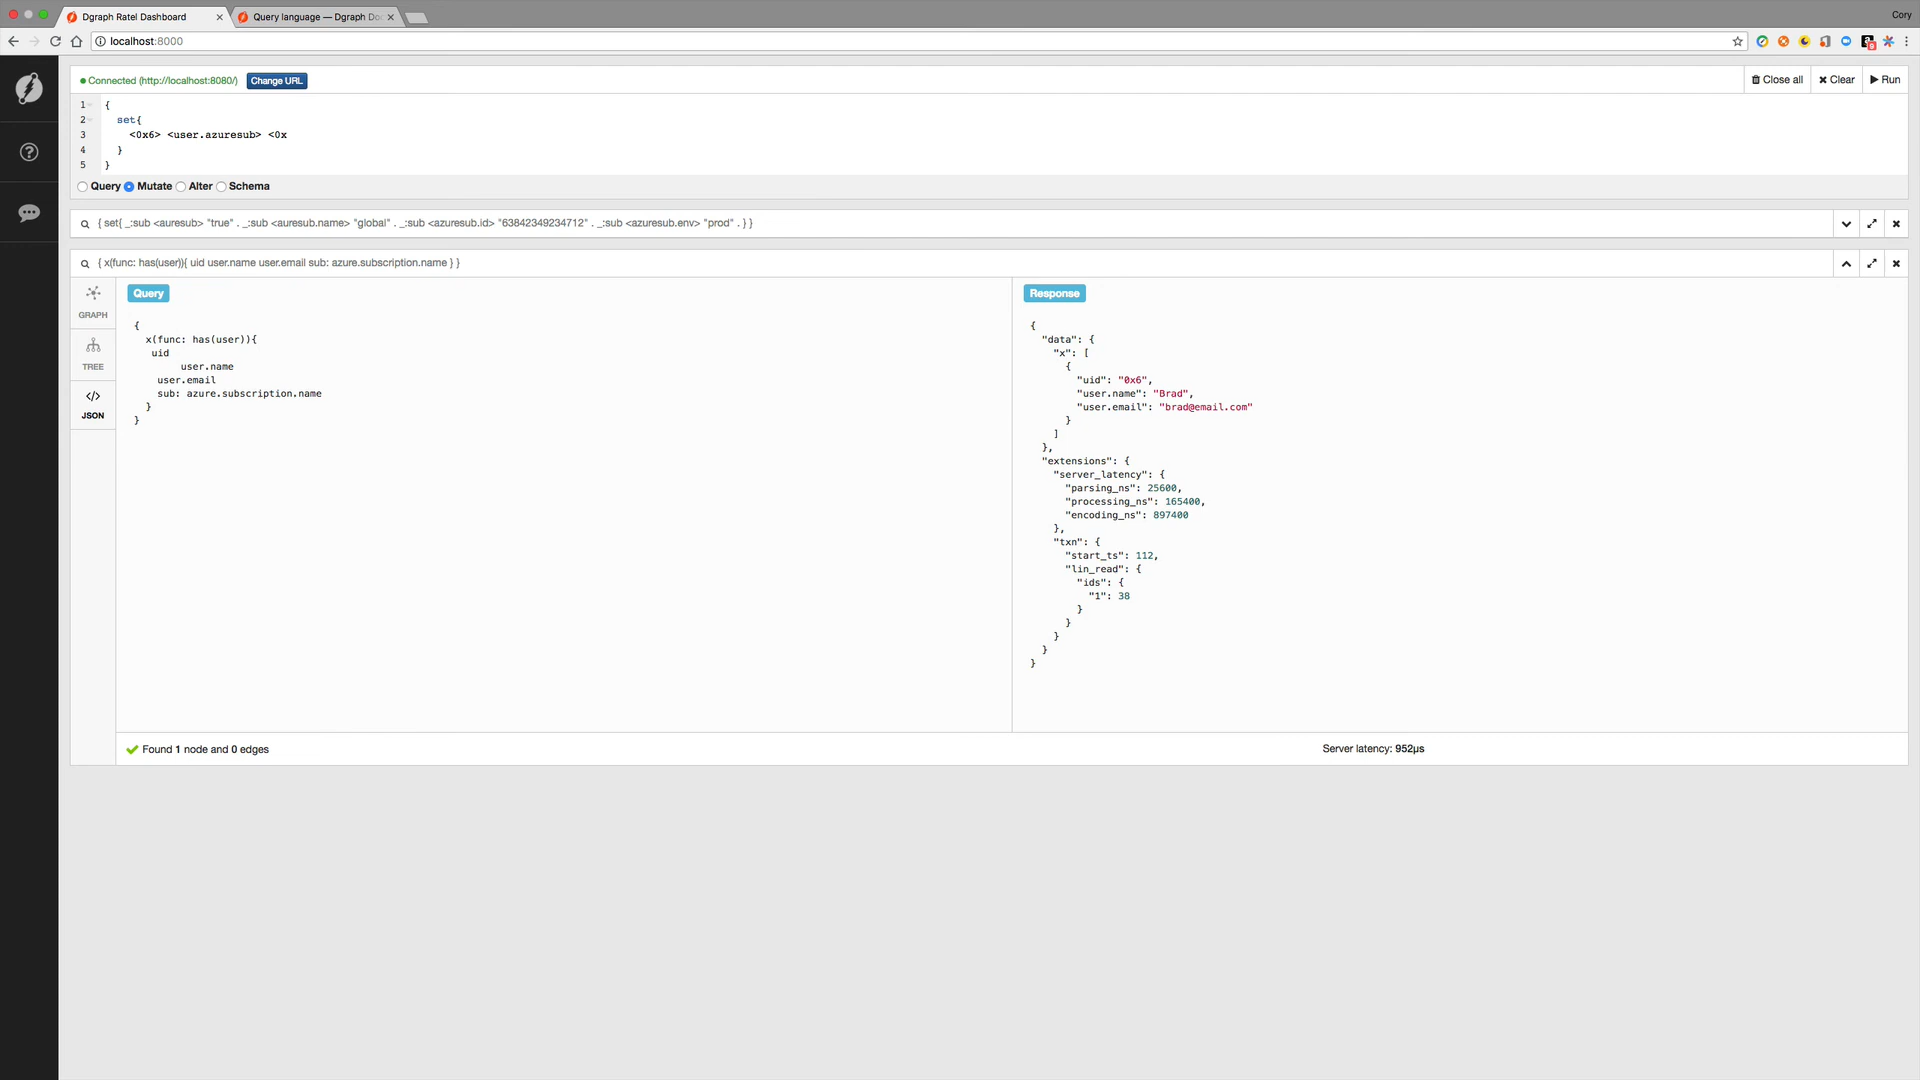 Dgraph Ratel Dashboard
Query language — Dgraph Do
Cory
localhost:8000
Connected (http://localhost:8080/)
Change URL
Close all
Clear
Run
1 {
2 set{
3 <0x6> <user.azuresub> <0x
4 }
5 }
Query Mutate Alter Schema
{ set{ _:sub <auresub> "true" . _:sub <auresub.name> "global" . _:sub <azuresub.id> "63842349234712" . _:sub <azuresub.env> "prod" . } }
{ x(func: has(user)){ uid user.name user.email sub: azure.subscription.name } }
GRAPH
TREE
</>
JSON
Query
{
x(func: has(user)){
uid
user.name
user.email
sub: azure.subscription.name
}
}
Response
{
"data": {
"x": [
{
"uid": "0x6",
"user.name": "Brad",
"user.email": "brad@email.com"
}
]
},
"extensions": {
"server_latency": {
"parsing_ns": 25600,
"processing_ns": 165400,
"encoding_ns": 897400
},
"txn": {
"start_ts": 112,
"lin_read": {
"ids": {
"1": 38
}
}
}
}
}
Found 1 node and 0 edges
Server latency: 952µs